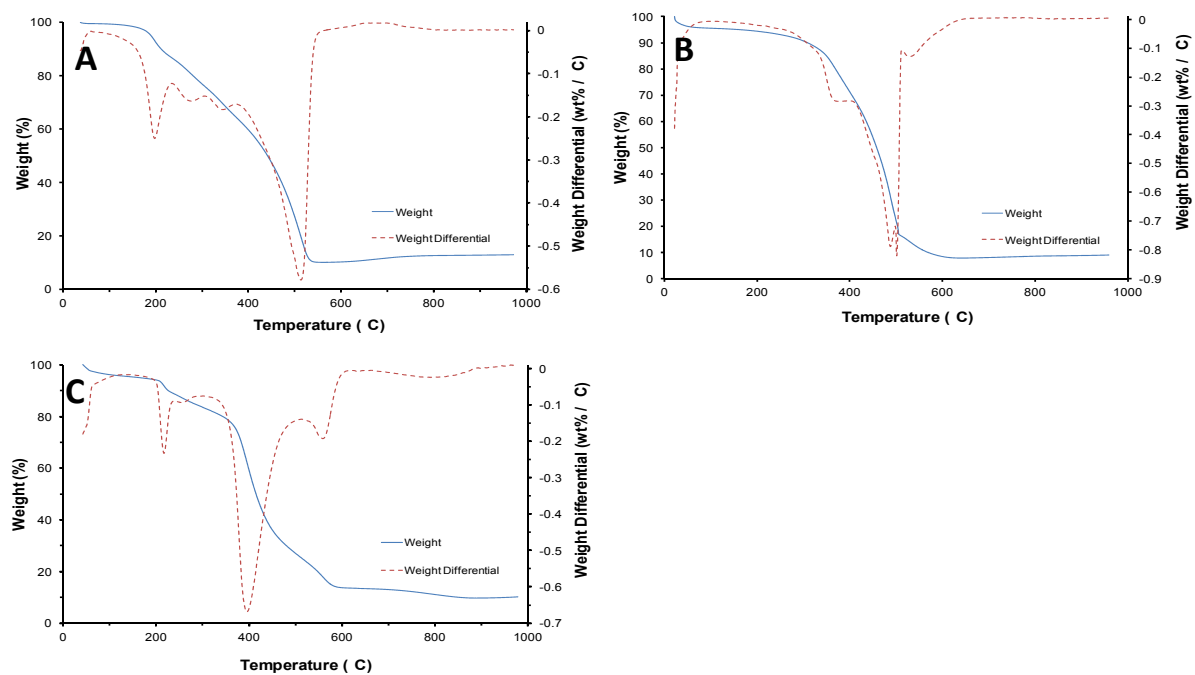 A
Weight (%)
100
80
60
40
20
0
0
-0.1
-0.2
-0.3
-0.4
-0.5
-0.6
Weight Differential (wt% / C)
Weight
Weight Differential
0 200 400 600 800 1000
Temperature ( C)
B
Weight (%)
100
90
80
70
60
50
40
30
20
10
0
0
-0.1
-0.2
-0.3
-0.4
-0.5
-0.6
-0.7
-0.8
-0.9
Weight Differential (wt% / C)
Weight
Weight Differential
0 200 400 600 800 1000
Temperature ( C)
C
Weight (%)
100
80
60
40
20
0
0
-0.1
-0.2
-0.3
-0.4
-0.5
-0.6
-0.7
Weight Differential (wt% / C)
Weight
Weight Differential
0 200 400 600 800 1000
Temperature ( C)